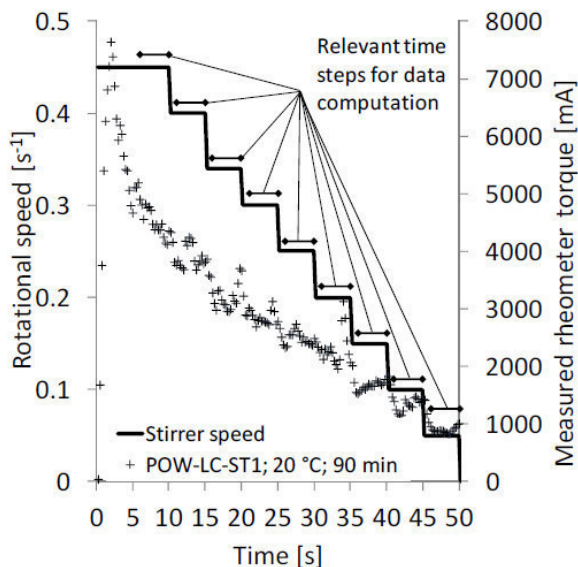 0.5
0.4
0.3
0.2
0.1
0
Rotational speed [s-1]
8000
7000
6000
5000
4000
3000
2000
1000
0
Measured rheometer torque [mA]
Relevant time
steps for data
computation
Stirrer speed
POW-LC-ST1; 20 °C; 90 min
0 5 10 15 20 25 30 35 40 45 50
Time [s]